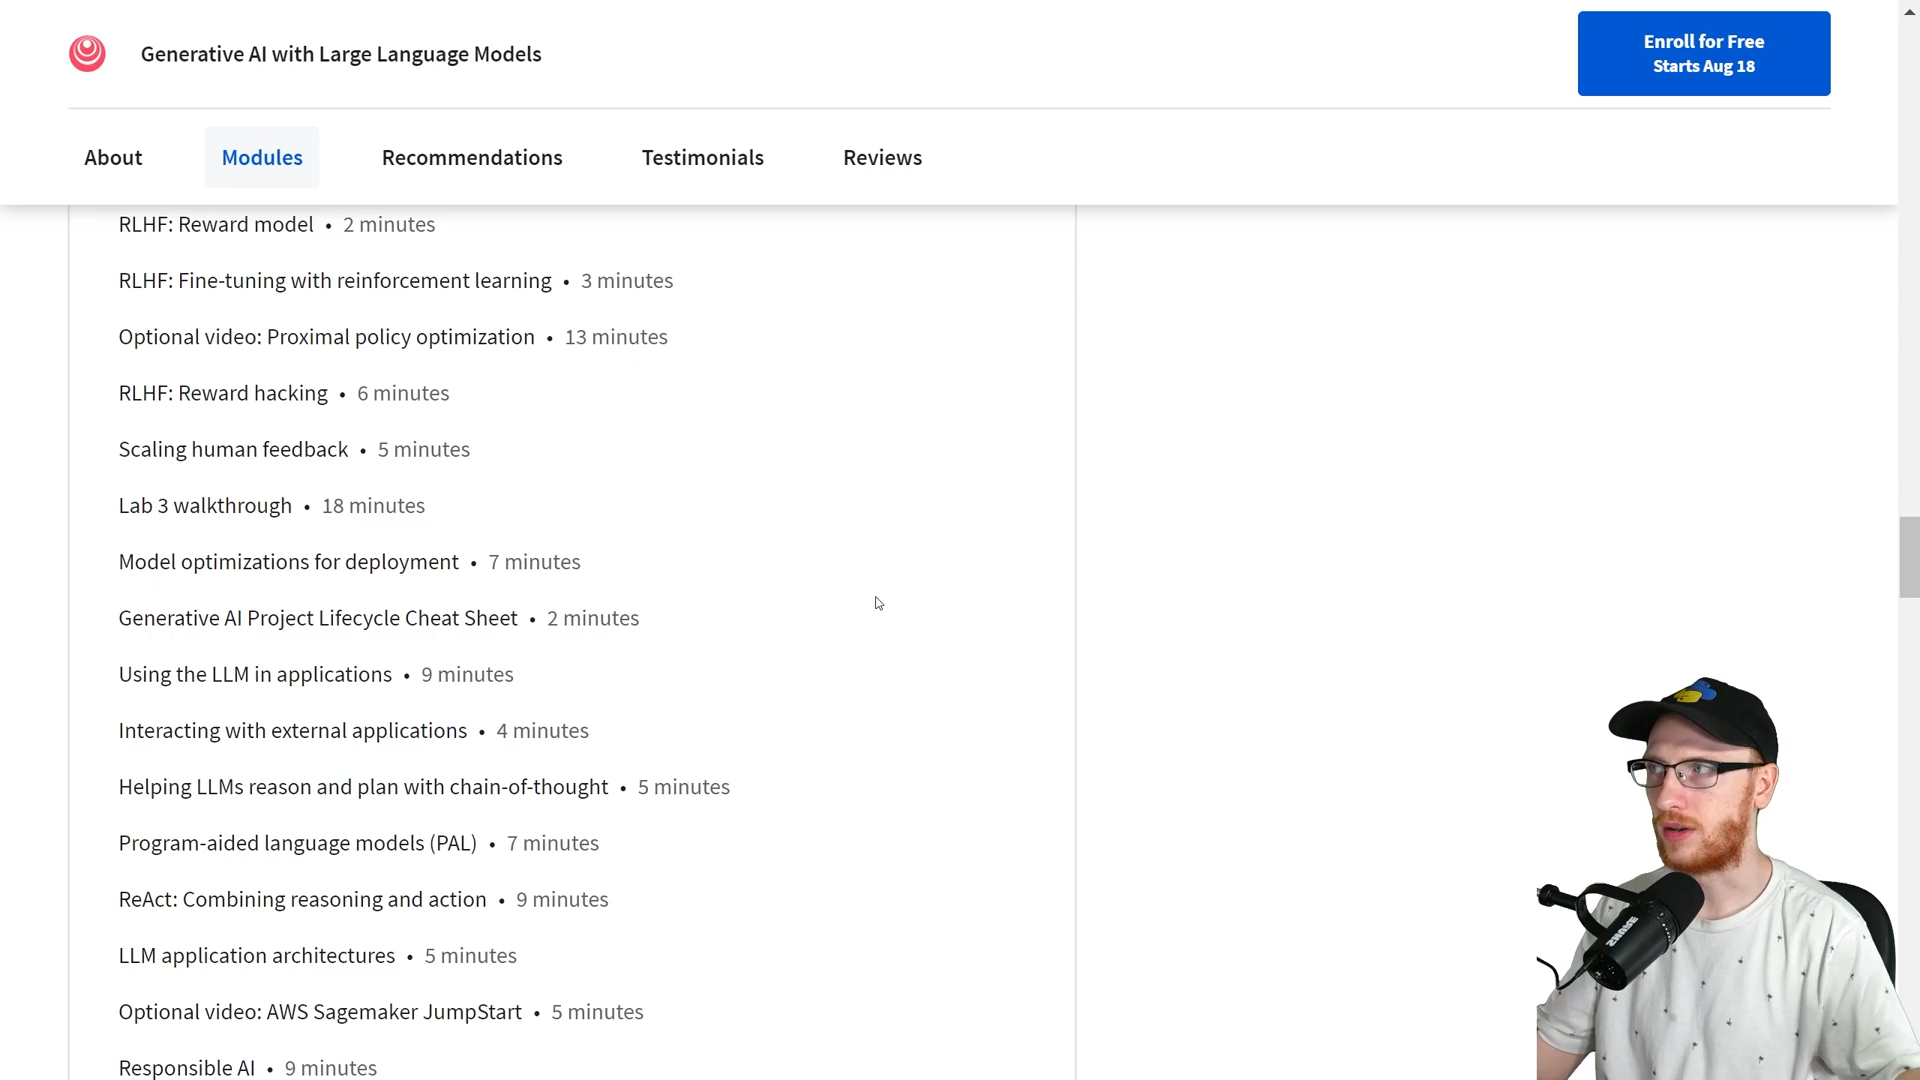 Generative AI with Large Language Models
Enroll for Free
Starts Aug 18
About
Modules
Recommendations
Testimonials
Reviews
RLHF: Reward model • 2 minutes
RLHF: Fine-tuning with reinforcement learning • 3 minutes
Optional video: Proximal policy optimization • 13 minutes
RLHF: Reward hacking • 6 minutes
Scaling human feedback • 5 minutes
Lab 3 walkthrough • 18 minutes
Model optimizations for deployment • 7 minutes
Generative AI Project Lifecycle Cheat Sheet • 2 minutes
Using the LLM in applications • 9 minutes
Interacting with external applications • 4 minutes
Helping LLMs reason and plan with chain-of-thought • 5 minutes
Program-aided language models (PAL) • 7 minutes
ReAct: Combining reasoning and action • 9 minutes
LLM application architectures • 5 minutes
Optional video: AWS Sagemaker JumpStart • 5 minutes
Responsible AI • 9 minutes
SHURE